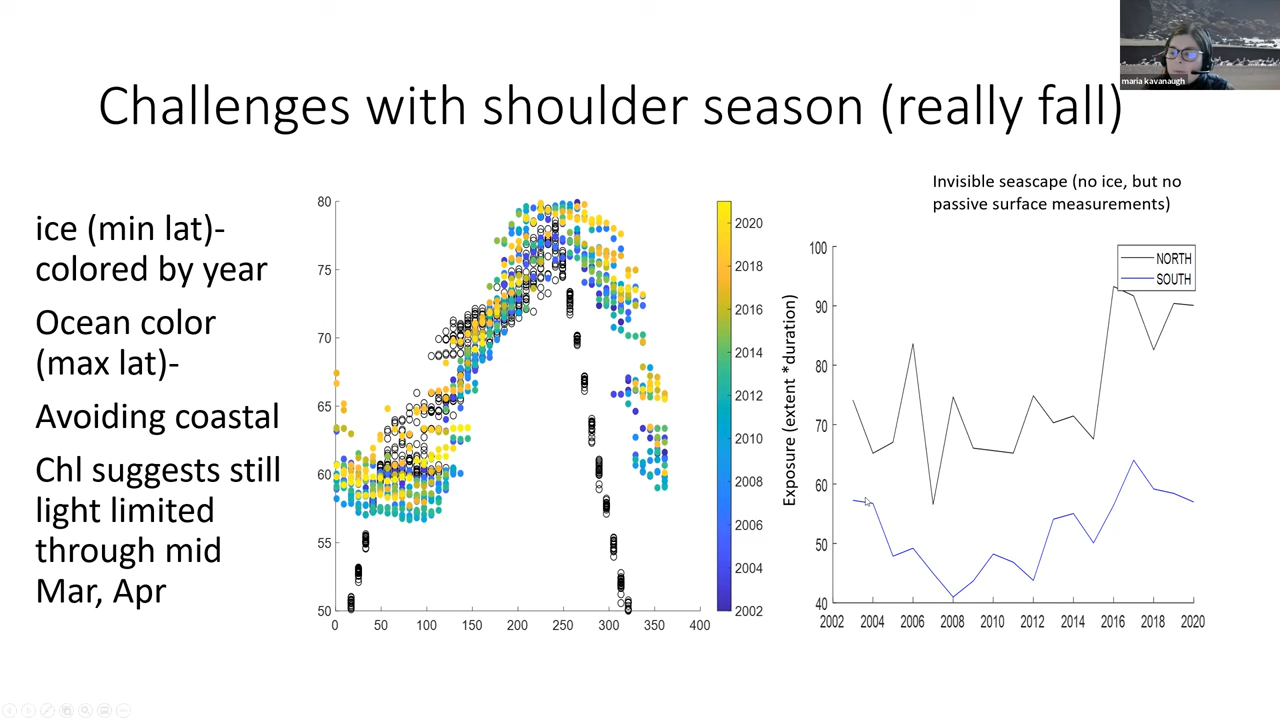 maria kavanaugh
Challenges with shoulder season (really fall)
ice (min lat)-
colored by year
Ocean color
(max lat)-
Avoiding coastal
Chl suggests still
light limited
through mid
Mar, Apr
80
75
70
65
60
55
50
0
50
100
150
200
250
300
350
400
2020
2018
2016
2014
2012
2010
2008
2006
2004
2002
Invisible seascape (no ice, but no
passive surface measurements)
NORTH
SOUTH
Exposure (extent *duration)
100
90
80
70
60
50
40
2002
2004
2006
2008
2010
2012
2014
2016
2018
2020